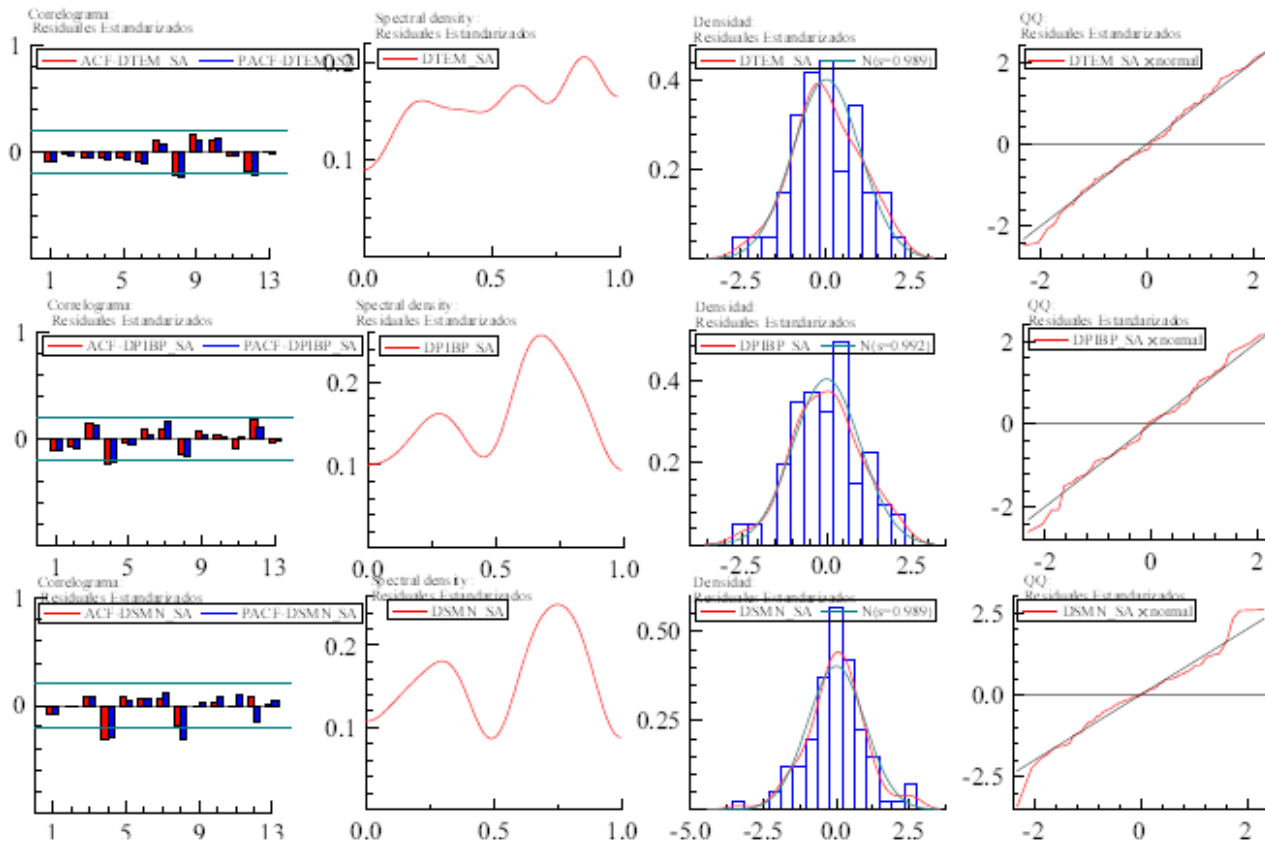 Correlograma:
Residuales Estandarizados
1
ACF-DTEM_SA PACF-DTEM_SA
0
1 5 9 13
Spectral density:
Residuales Estandarizados
0.2
DTEM_SA
0.1
0.0 0.5 1.0
Densidad:
Residuales Estandarizados
DTEM_SA N(s=0.989)
0.4
0.2
-2.5 0.0 2.5
QQ:
Residuales Estandarizados
2
DTEM_SA × normal
0
-2
0 2
Correlograma:
Residuales Estandarizados
1
ACF-DPIBP_SA PACF-DPIBP_SA
0
1 5 9 13
Spectral density:
Residuales Estandarizados
DPIBP_SA
0.2
0.1
0.0 0.5 1.0
Densidad:
Residuales Estandarizados
DPIBP_SA N(s=0.992)
0.4
0.2
-2.5 0.0 2.5
QQ:
Residuales Estandarizados
2
DPIBP_SA × normal
0
-2
-2 0 2
Correlograma:
Residuales Estandarizados
1
ACF-DSMN_SA PACF-DSMN_SA
0
1 5 9 13
Spectral density:
Residuales Estandarizados
DSMN_SA
0.2
0.1
0.0 0.5 1.0
Densidad:
Residuales Estandarizados
DSMN_SA N(s=0.989)
0.50
0.25
-5.0 -2.5 0.0 2.5
QQ:
Residuales Estandarizados
2.5
DSMN_SA × normal
0.0
-2.5
-2 0 2